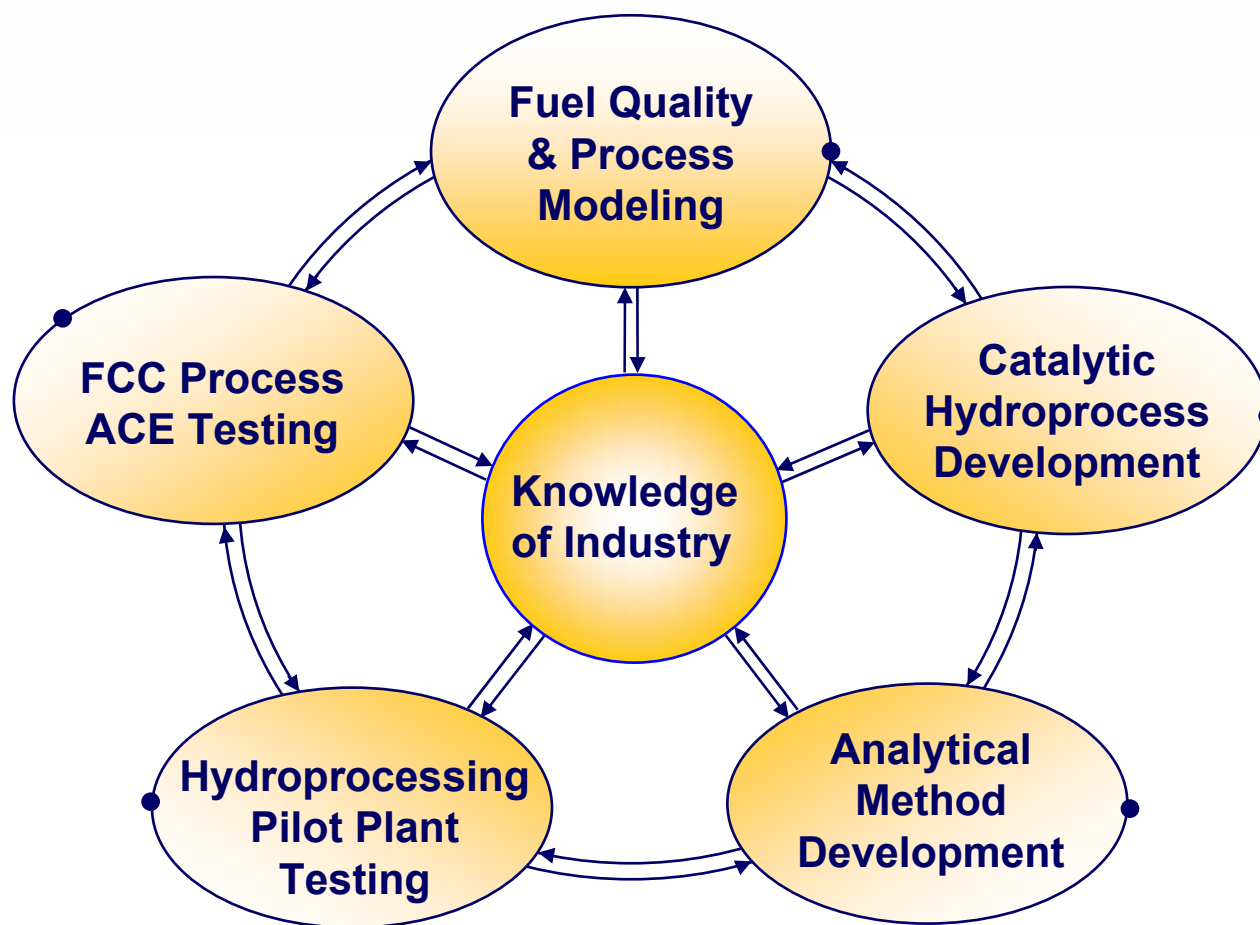 Fuel Quality
& Process
Modeling
FCC Process
ACE Testing
Catalytic
Hydroprocess
Development
Knowledge
of Industry
Hydroprocessing
Pilot Plant
Testing
Analytical
Method
Development